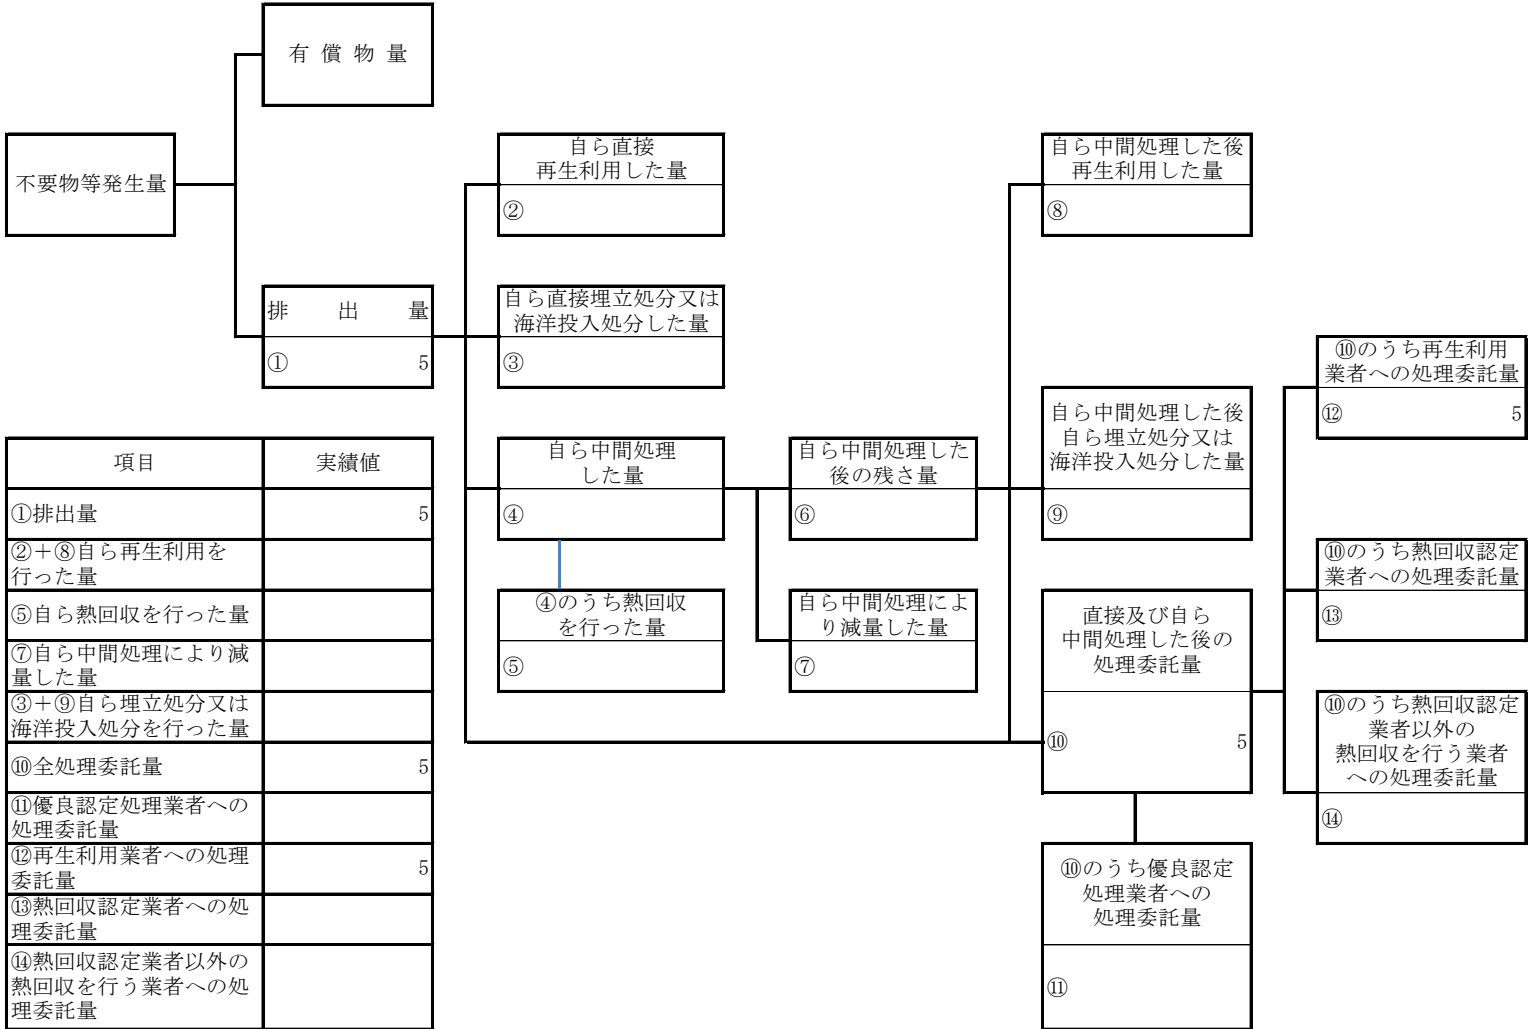 有償物量
不要物等発生量
自ら直接
再生利用した量
②
自ら中間処理した後
再生利用した量
⑧
排出量
① 5
自ら直接埋立処分又は
海洋投入処分した量
③
⑩のうち再生利用
業者への処理委託量
⑫ 5
自ら中間処理
した量
④
自ら中間処理した
後の残さ量
⑥
自ら中間処理した後
自ら埋立処分又は
海洋投入処分した量
⑨
⑩のうち熱回収認定
業者への処理委託量
⑬
④のうち熱回収
を行った量
⑤
自ら中間処理によ
り減量した量
⑦
直接及び自ら
中間処理した後の
処理委託量
⑩ 5
⑩のうち熱回収認定
業者以外の
熱回収を行う業者
への処理委託量
⑭
⑩のうち優良認定
処理業者への
処理委託量
⑪
項目 実績値
①排出量 5
②＋⑧自ら再生利用を
行った量
⑤自ら熱回収を行った量
⑦自ら中間処理により減
量した量
③＋⑨自ら埋立処分又は
海洋投入処分を行った量
⑩全処理委託量 5
⑪優良認定処理業者への
処理委託量
⑫再生利用業者への処理
委託量 5
⑬熱回収認定業者への処
理委託量
⑭熱回収認定業者以外の
熱回収を行う業者への処
理委託量